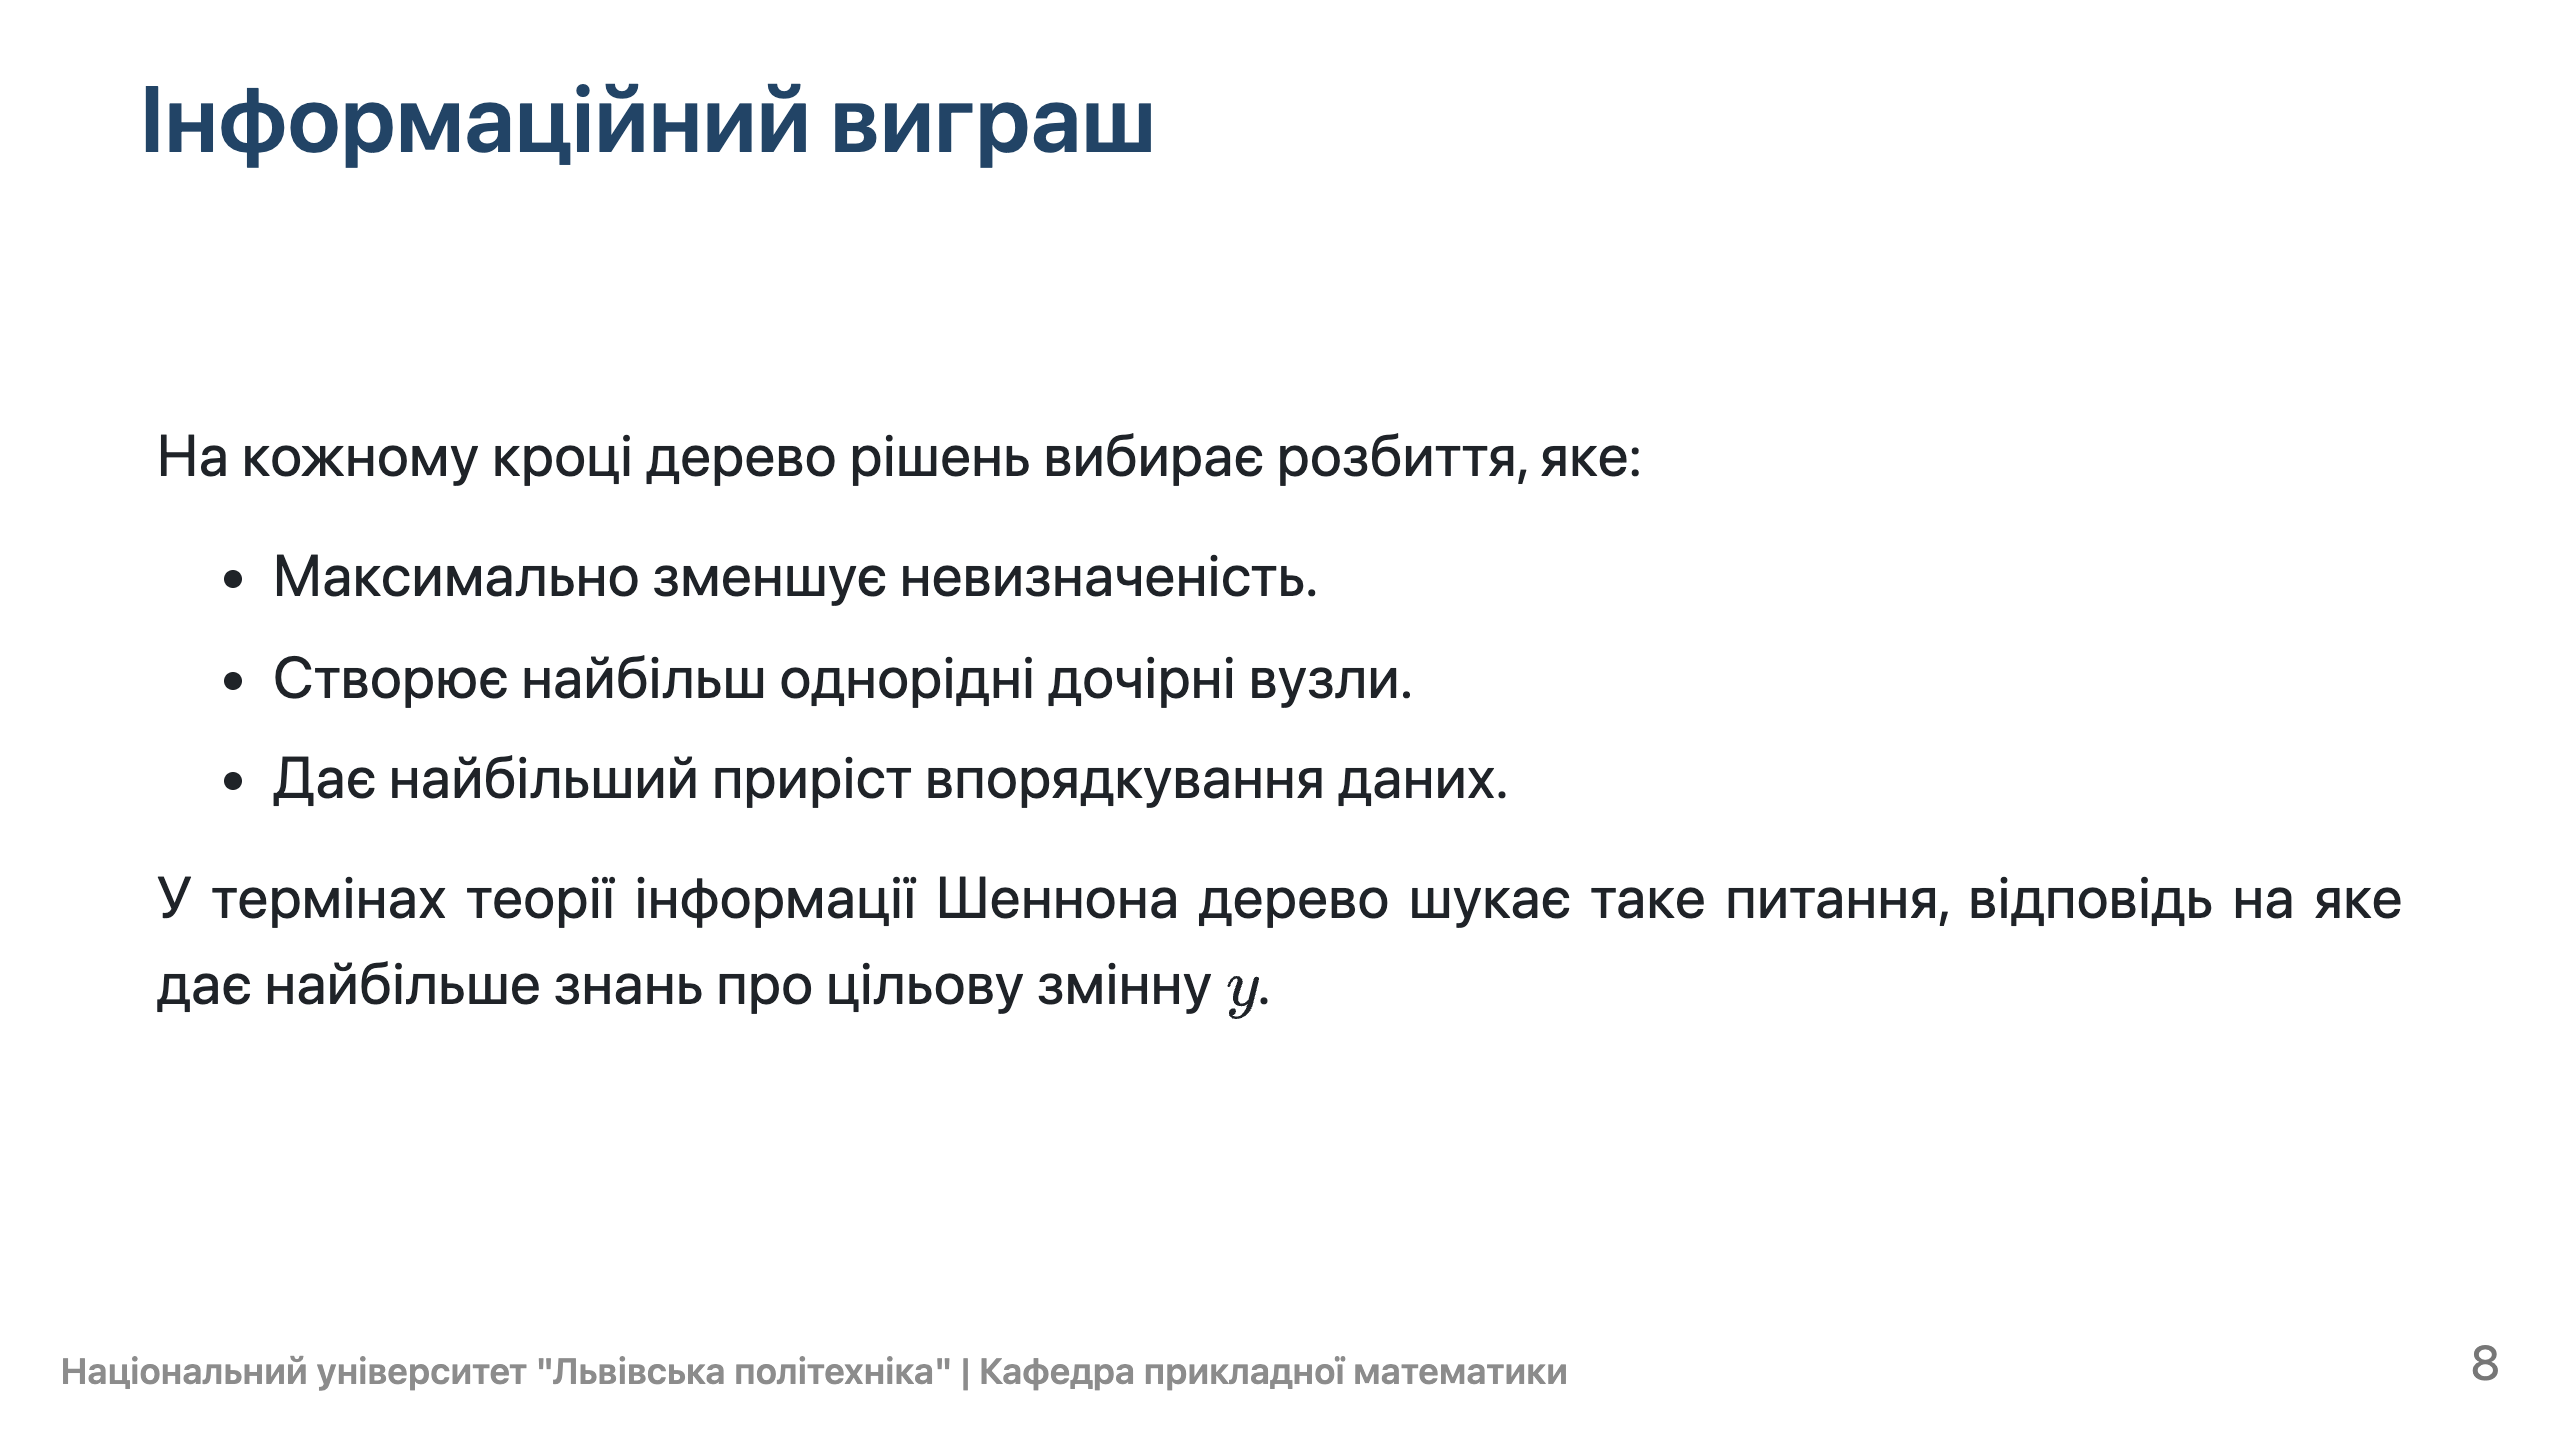 Інформаційний виграш
На кожному кроці дерево рішень вибирає розбиття, яке:
• Максимально зменшує невизначеність.
• Створює найбільш однорідні дочірні вузли.
• Дає найбільший приріст впорядкування даних.
У термінах теорії інформації Шеннона дерево шукає таке питання, відповідь на яке
дає найбільше знань про цільову змінну y.
Національний університет "Львівська політехніка" | Кафедра прикладної математики
8